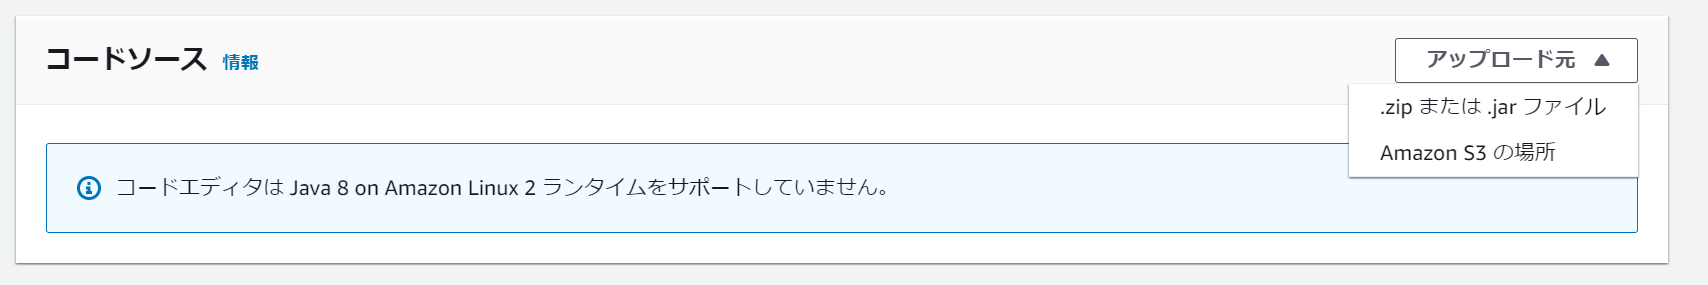 コードソース 情報
アップロード元
.zip または .jar ファイル
Amazon S3 の場所
コードエディタは Java 8 on Amazon Linux 2 ランタイムをサポートしていません。